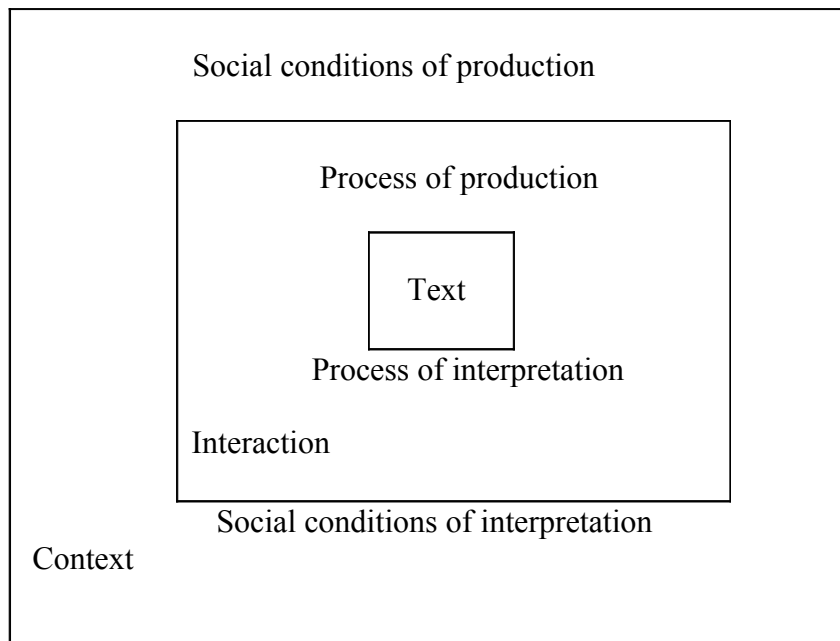 Social conditions of production
Process of production
Text
Process of interpretation
Interaction
Social conditions of interpretation
Context